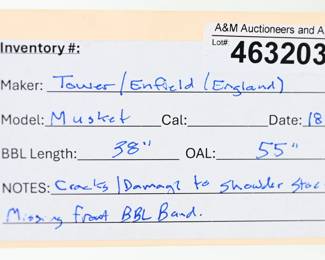 A&M Auctioneers and A
Lot#
463203
Inventory #:
Maker: Tower/Enfield (England)
Model: Musket Cal: Date: 18
BBL Length: 38" OAL: 55"
NOTES: Cracks/Damage to shoulder stoc
Missing front BBL Band.